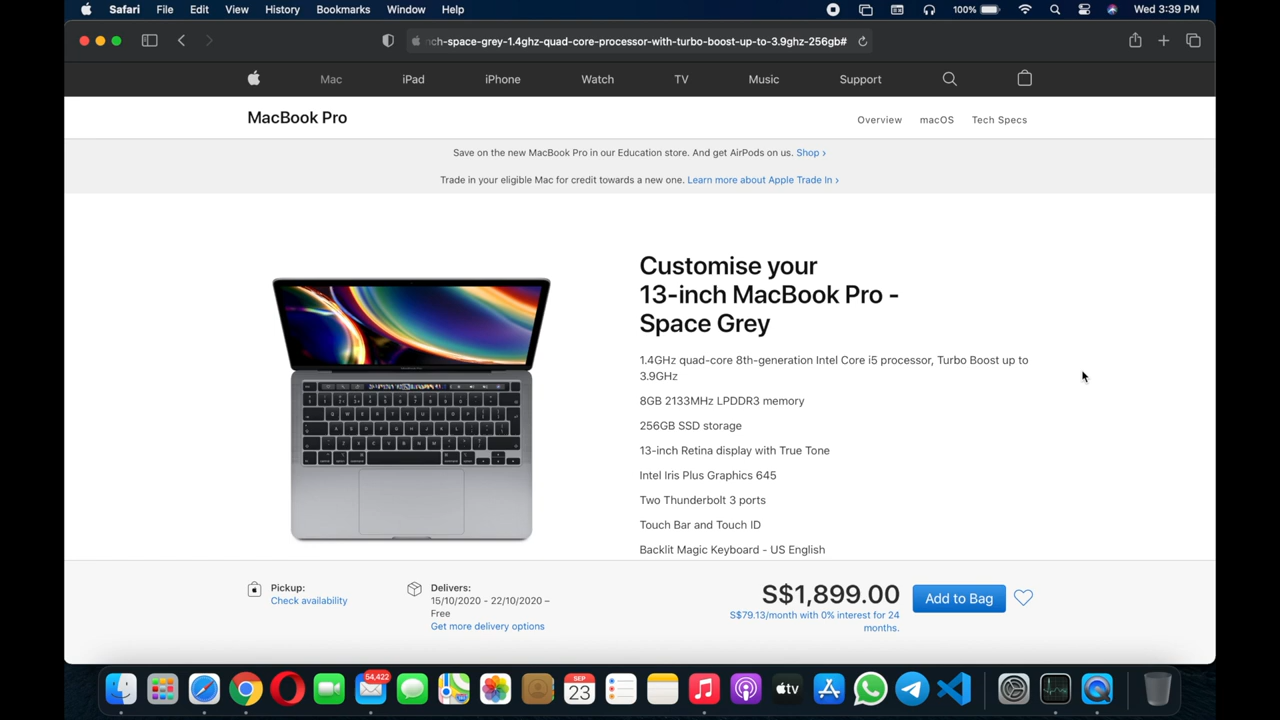 Safari File Edit View History Bookmarks Window Help 100% Wed 3:39 PM
nch-space-grey-1.4ghz-quad-core-processor-with-turbo-boost-up-to-3.9ghz-256gb#
Mac iPad iPhone Watch TV Music Support
MacBook Pro
Overview macOS Tech Specs
Save on the new MacBook Pro in our Education store. And get AirPods on us. Shop >
Trade in your eligible Mac for credit towards a new one. Learn more about Apple Trade In >
Customise your
13-inch MacBook Pro -
Space Grey
1.4GHz quad-core 8th-generation Intel Core i5 processor, Turbo Boost up to
3.9GHz
8GB 2133MHz LPDDR3 memory
256GB SSD storage
13-inch Retina display with True Tone
Intel Iris Plus Graphics 645
Two Thunderbolt 3 ports
Touch Bar and Touch ID
Backlit Magic Keyboard - US English
Pickup:
Check availability
Delivers:
15/10/2020 - 22/10/2020 –
Free
Get more delivery options
S$1,899.00
S$79.13/month with 0% interest for 24
months.
Add to Bag
54,422
SEP
23
tv